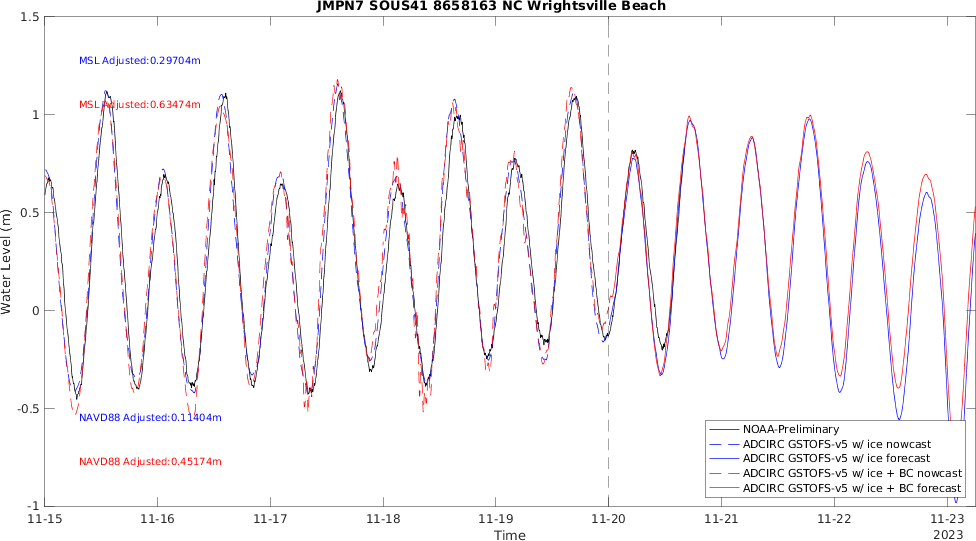 JMPN7 SOUS41 8658163 NC Wrightsville Beach
1.5
1
0.5
0
-0.5
-1
Water Level (m)
MSL Adjusted:0.29704m
MSL Adjusted:0.63474m
NAVD88 Adjusted:0.11404m
NAVD88 Adjusted:0.45174m
NOAA-Preliminary
ADCIRC GSTOFS-v5 w/ ice nowcast
ADCIRC GSTOFS-v5 w/ ice forecast
ADCIRC GSTOFS-v5 w/ ice + BC nowcast
ADCIRC GSTOFS-v5 w/ ice + BC forecast
11-15 11-16 11-17 11-18 11-19 11-20 11-21 11-22 11-23
Time
2023